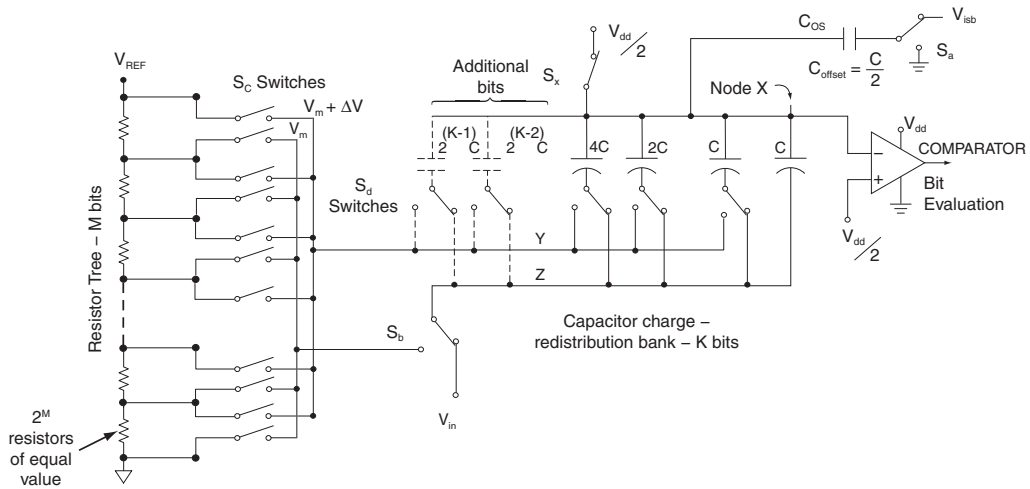 V_REF
S_C Switches
V_m + ΔV
V_m
Resistor Tree – M bits
2^M
resistors
of equal
value
S_b
V_in
S_d
Switches
Additional
bits
2^(K-1) C
2^(K-2) C
4C
2C
C
C
S_x
V_dd/2
Y
Z
Capacitor charge –
redistribution bank – K bits
Node X
C_OS
C_offset = C/2
V_isb
S_a
V_dd
–
+
V_dd/2
COMPARATOR
Bit
Evaluation